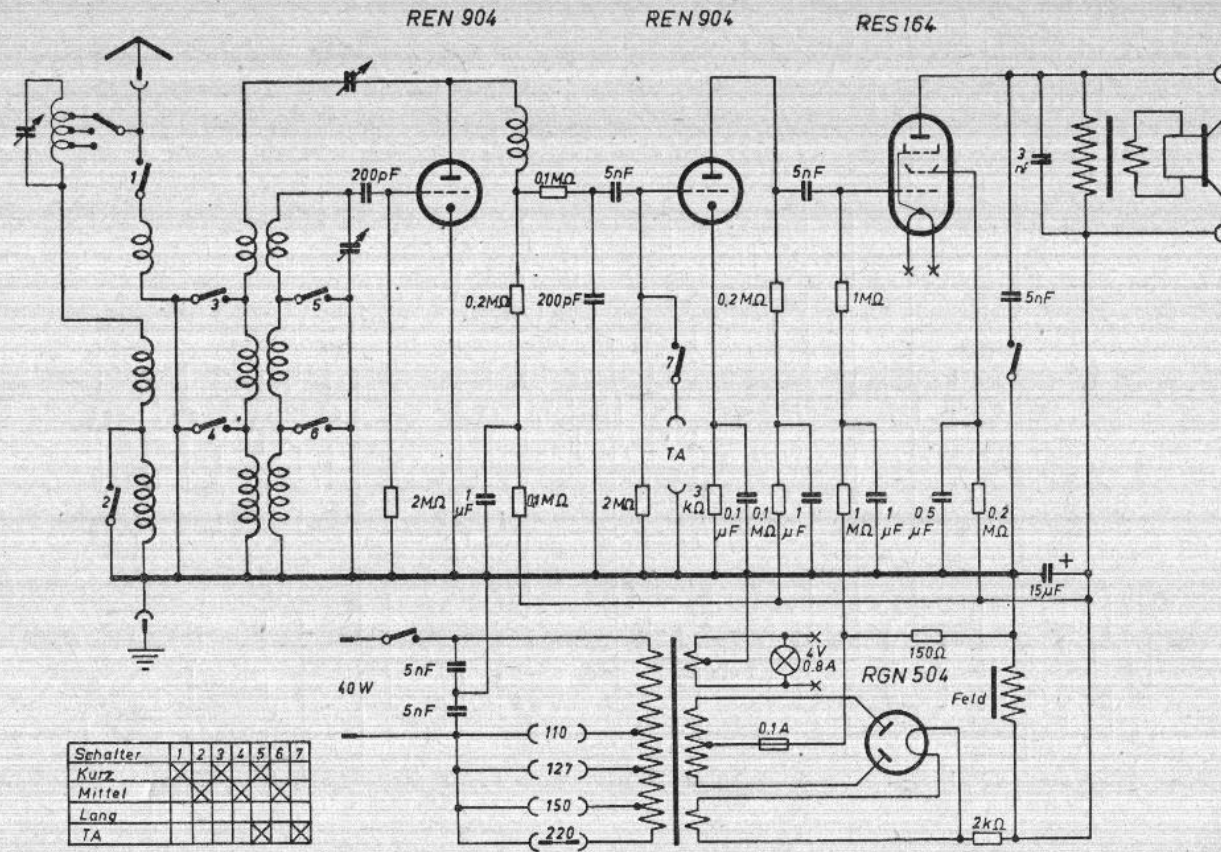 REN 904
REN 904
RES 164
1
200pF
0,1MΩ
5nF
5nF
3
nF
3
5
0,2MΩ
200pF
0,2MΩ
1MΩ
5nF
7
4
6
TA
2
2MΩ
1
µF
0,1MΩ
2MΩ
3
kΩ
0,1
µF
0,1
MΩ
1
µF
1
MΩ
1
µF
0 5
µF
0,2
MΩ
+
15µF
40W
5nF
5nF
4V
0.8A
150Ω
RGN 504
Feld
0.1A
110
127
150
220
2kΩ
Schalter 1 2 3 4 5 6 7
Kurz
Mittel
Lang
TA